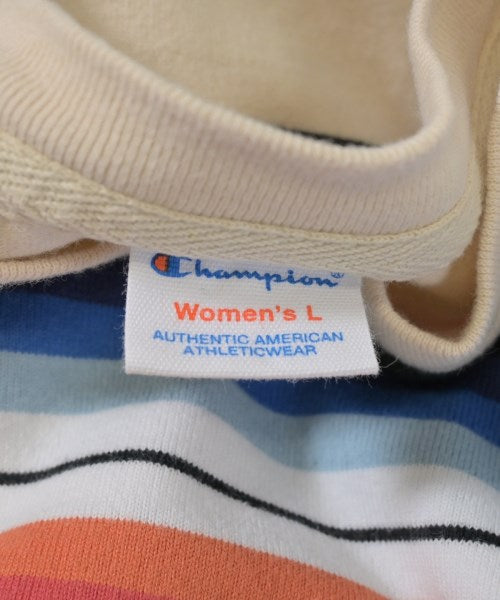 Champion®
Women's L
AUTHENTIC AMERICAN
ATHLETICWEAR